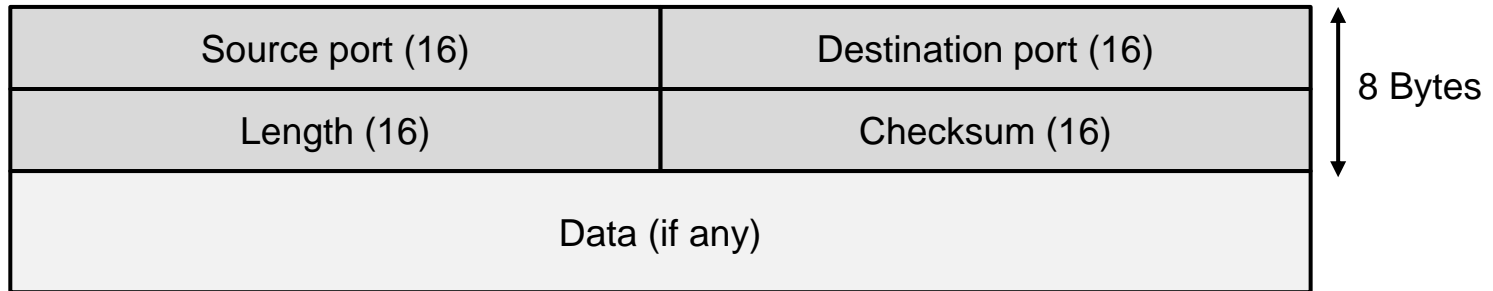 Source port (16) Destination port (16)
8 Bytes
Length (16) Checksum (16)
Data (if any)